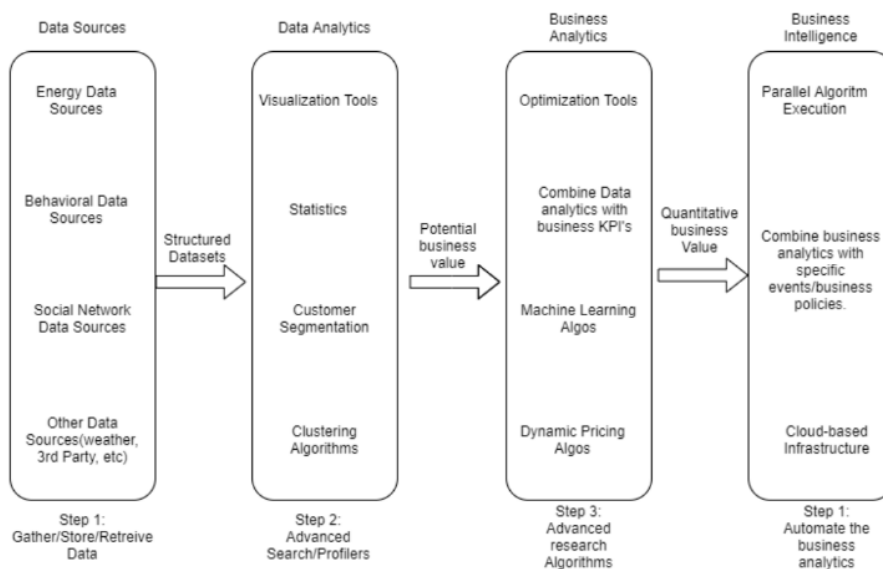 Data Sources
Energy Data
Sources
Behavioral Data
Sources
Social Network
Data Sources
Other Data
Sources(weather,
3rd Party, etc)
Step 1:
Gather/Store/Retreive
Data
Structured
Datasets
Data Analytics
Visualization Tools
Statistics
Customer
Segmentation
Clustering
Algorithms
Step 2:
Advanced
Search/Profilers
Potential
business
value
Business
Analytics
Optimization Tools
Combine Data
analytics with
business KPI's
Machine Learning
Algos
Dynamic Pricing
Algos
Step 3:
Advanced
research
Algorithms
Quantitative
business
Value
Business
Intelligence
Parallel Algoritm
Execution
Combine business
analytics with
specific
events/business
policies.
Cloud-based
Infrastructure
Step 1:
Automate the
business
analytics